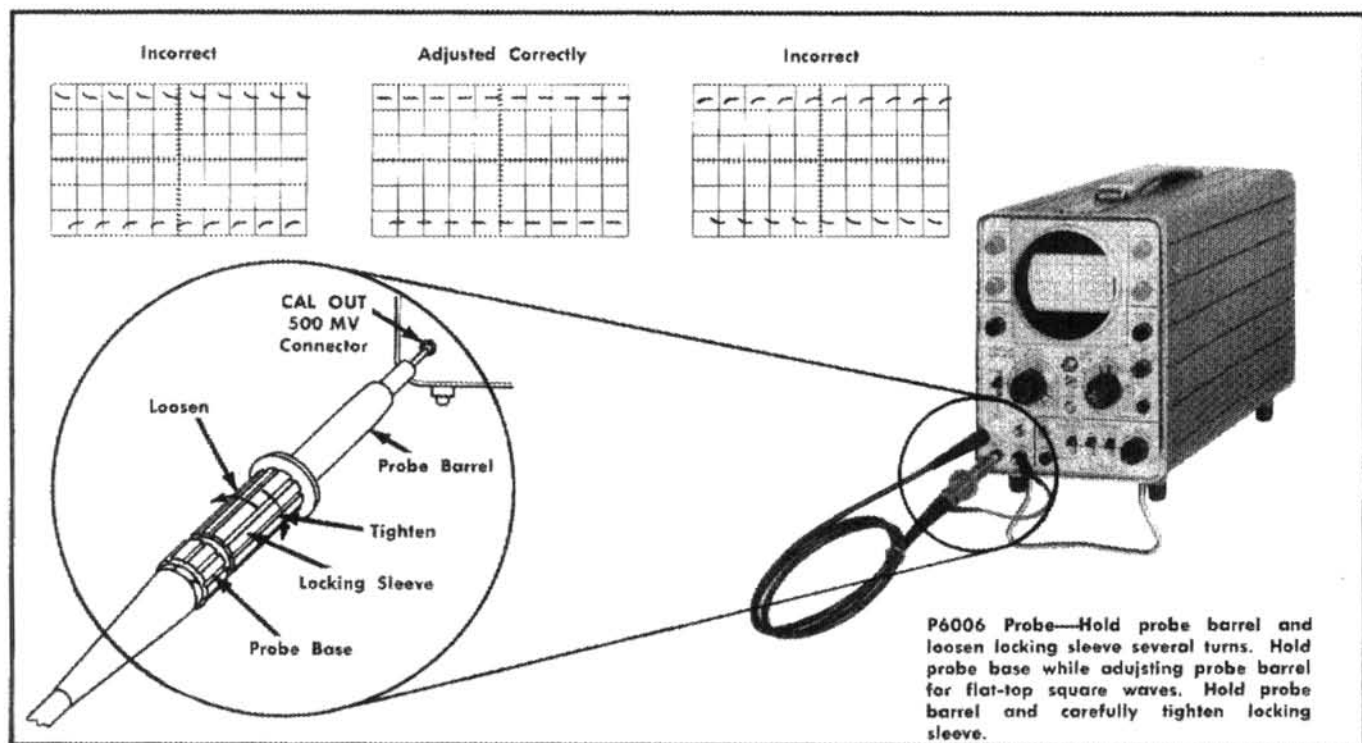 Incorrect
Adjusted Correctly
Incorrect
CAL OUT
500 MV
Connector
Loosen
Probe Barrel
Tighten
Locking Sleeve
Probe Base
P6006 Probe—Hold probe barrel and
loosen locking sleeve several turns. Hold
probe base while adujsting probe barrel
for flat-top square waves. Hold probe
barrel and carefully tighten locking
sleeve.